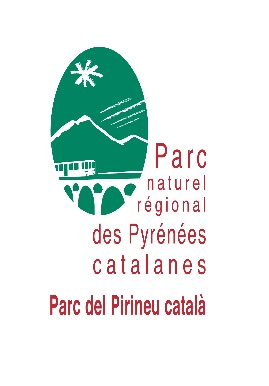 Parc
naturel
régional
des Pyrénées
catalanes
Parc del Pirineu català